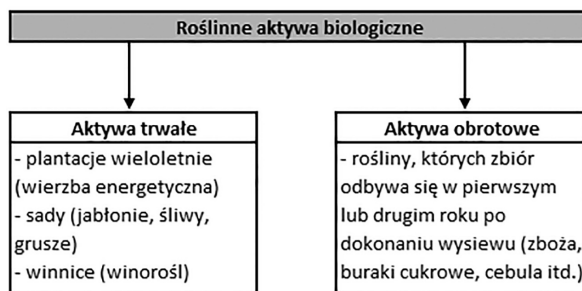 Roślinne aktywa biologiczne
Aktywa trwałe
- plantacje wieloletnie
(wierzba energetyczna)
- sady (jabłonie, śliwy,
grusze)
- winnice (winorośl)
Aktywa obrotowe
- rośliny, których zbiór
odbywa się w pierwszym
lub drugim roku po
dokonaniu wysiewu (zboża,
buraki cukrowe, cebula itd.)